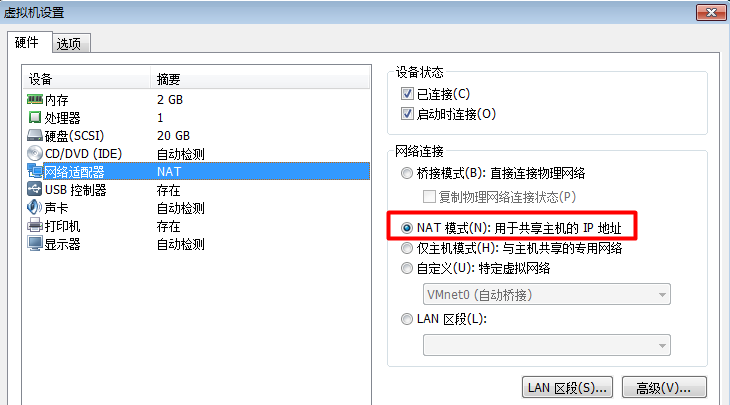 虚拟机设置
硬件 选项
设备 摘要
内存 2 GB
处理器 1
硬盘(SCSI) 20 GB
CD/DVD (IDE) 自动检测
网络适配器 NAT
USB 控制器 存在
声卡 自动检测
打印机 存在
显示器 自动检测
设备状态
已连接(C)
启动时连接(O)
网络连接
桥接模式(B): 直接连接物理网络
复制物理网络连接状态(P)
NAT 模式(N): 用于共享主机的 IP 地址
仅主机模式(H): 与主机共享的专用网络
自定义(U): 特定虚拟网络
VMnet0 (自动桥接)
LAN 区段(L):
LAN 区段(S)... 高级(V)...